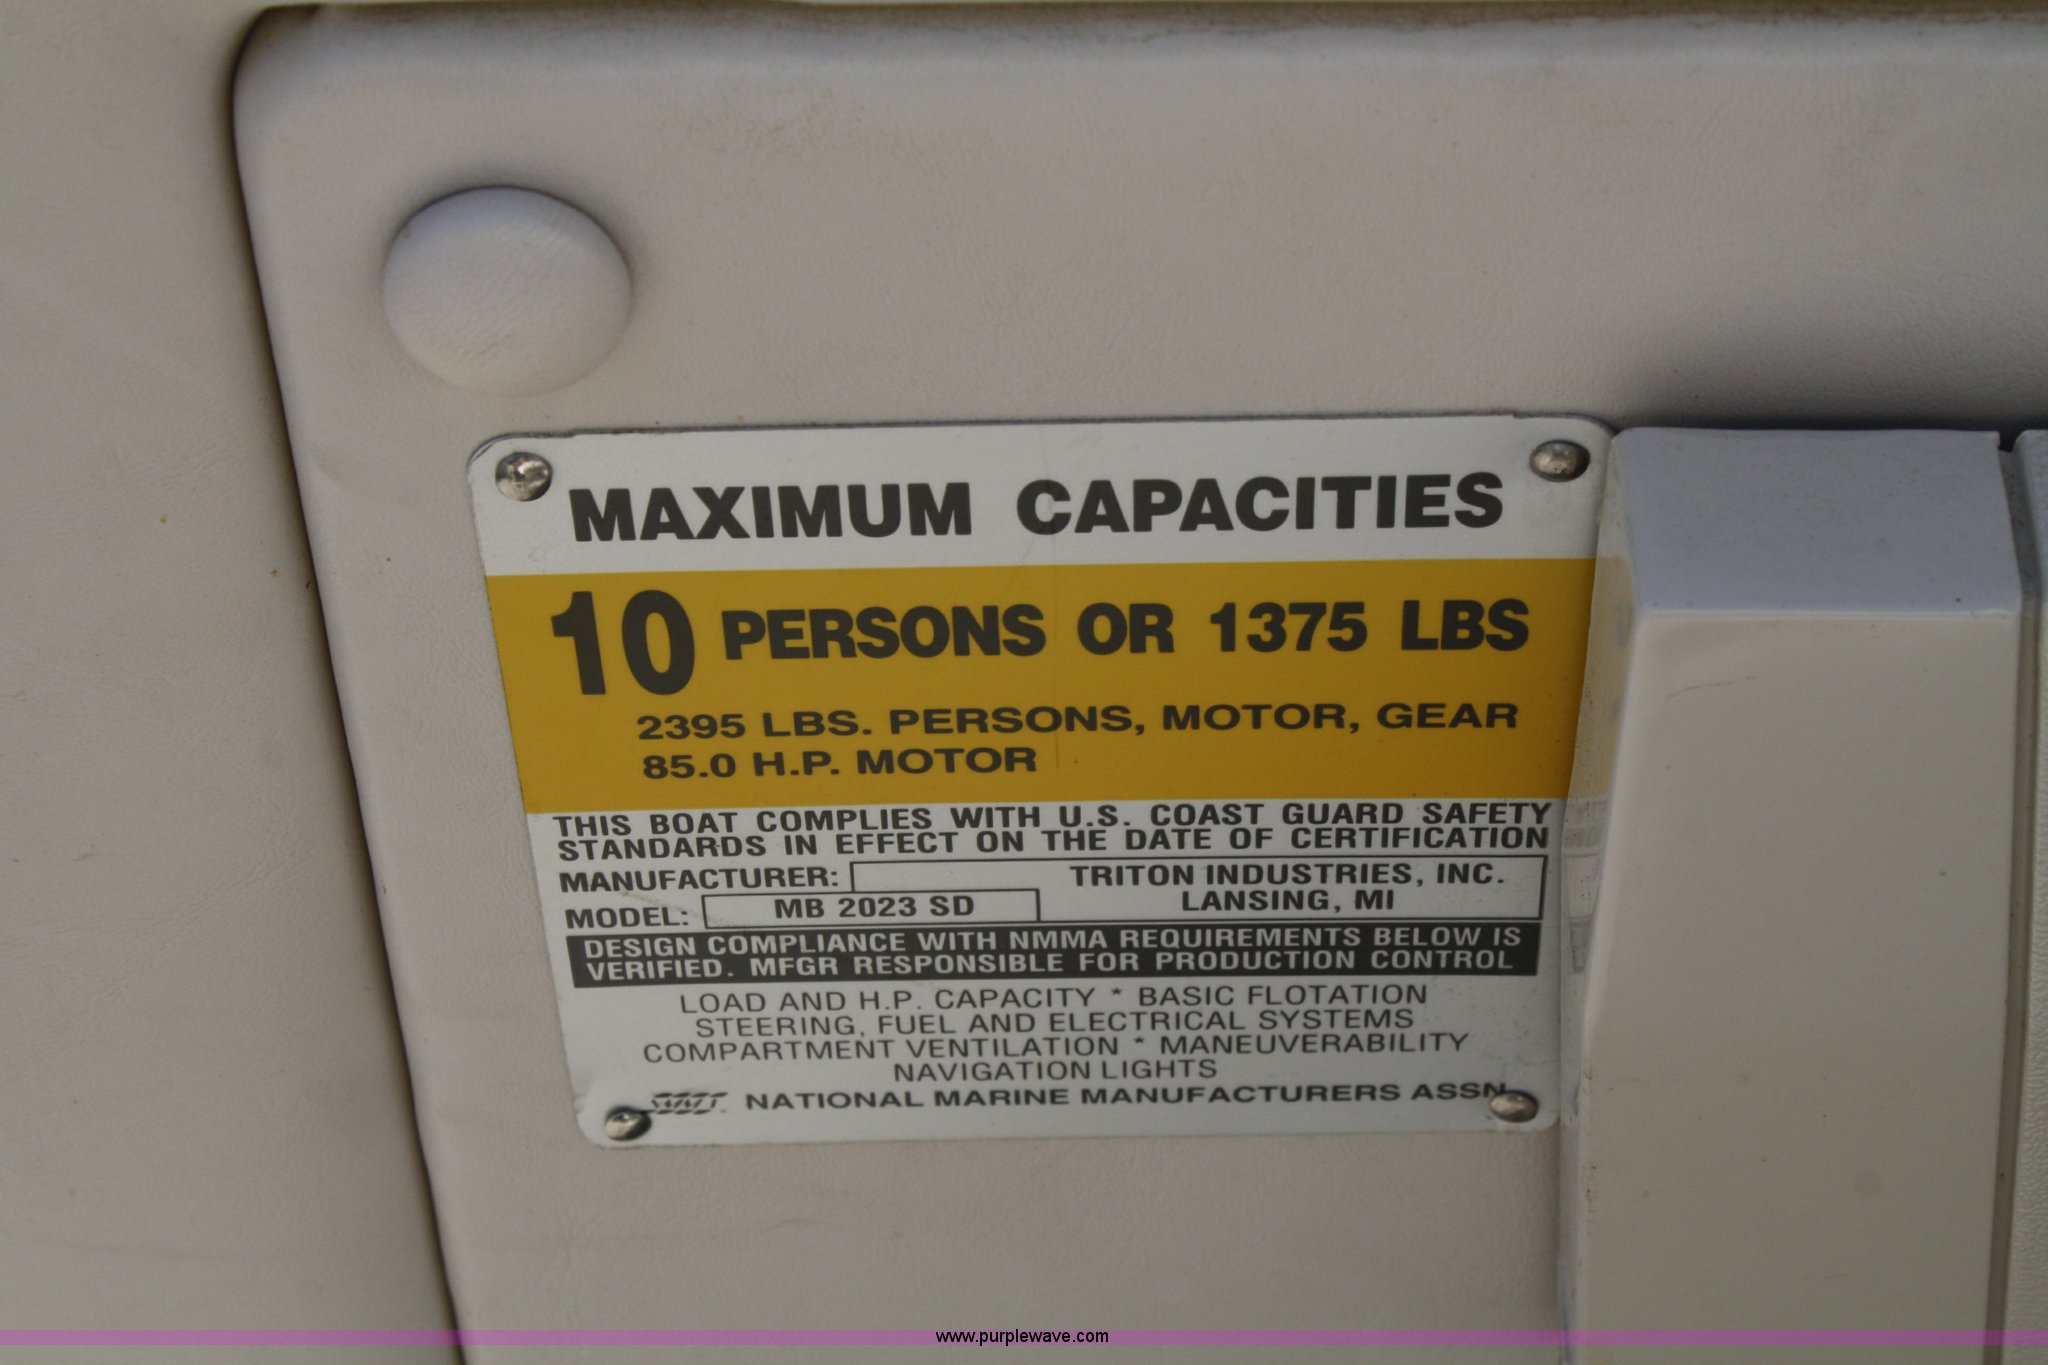 MAXIMUM CAPACITIES
10 PERSONS OR 1375 LBS
2395 LBS. PERSONS, MOTOR, GEAR
85.0 H.P. MOTOR
THIS BOAT COMPLIES WITH U.S. COAST GUARD SAFETY
STANDARDS IN EFFECT ON THE DATE OF CERTIFICATION
MANUFACTURER: TRITON INDUSTRIES, INC.
LANSING, MI
MODEL: MB 2023 SD
DESIGN COMPLIANCE WITH NMMA REQUIREMENTS BELOW IS
VERIFIED. MFGR RESPONSIBLE FOR PRODUCTION CONTROL
LOAD AND H.P. CAPACITY * BASIC FLOTATION
STEERING, FUEL AND ELECTRICAL SYSTEMS
COMPARTMENT VENTILATION * MANEUVERABILITY
NAVIGATION LIGHTS
NATIONAL MARINE MANUFACTURERS ASSN.
www.purplewave.com